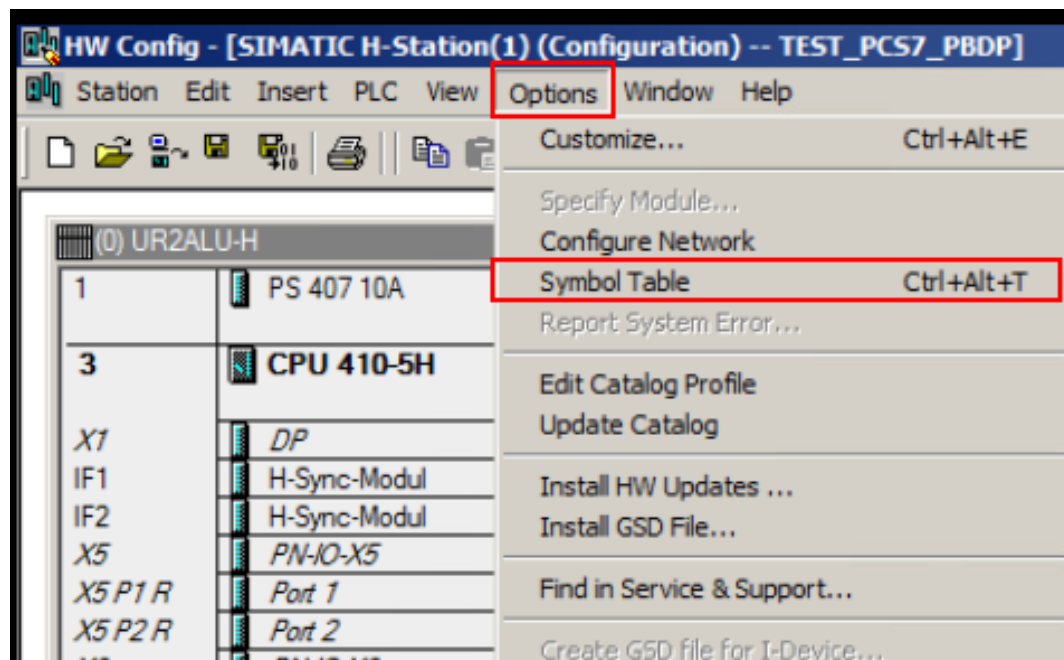 HW Config - [SIMATIC H-Station(1) (Configuration) -- TEST_PCS7_PBDP]
Station Edit Insert PLC View Options Window Help
(0) UR2ALU-H
1 PS 407 10A
3 CPU 410-5H
X1 DP
IF1 H-Sync-Modul
IF2 H-Sync-Modul
X5 PN-IO-X5
X5 P1 R Port 1
X5 P2 R Port 2
Customize... Ctrl+Alt+E
Specify Module...
Configure Network
Symbol Table Ctrl+Alt+T
Report System Error...
Edit Catalog Profile
Update Catalog
Install HW Updates ...
Install GSD File...
Find in Service & Support...
Create GSD file for I-Device...